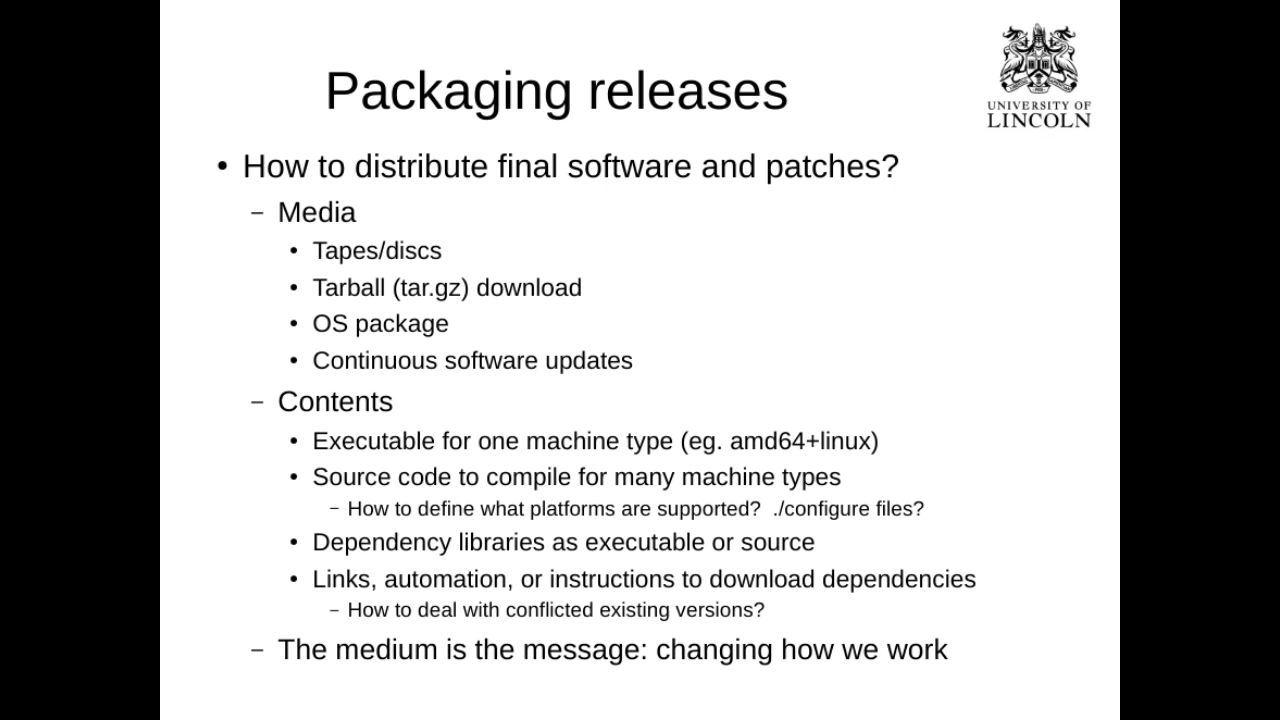 Packaging releases
UNIVERSITY OF
LINCOLN
• How to distribute final software and patches?
– Media
• Tapes/discs
• Tarball (tar.gz) download
• OS package
• Continuous software updates
– Contents
• Executable for one machine type (eg. amd64+linux)
• Source code to compile for many machine types
– How to define what platforms are supported?  ./configure files?
• Dependency libraries as executable or source
• Links, automation, or instructions to download dependencies
– How to deal with conflicted existing versions?
– The medium is the message: changing how we work